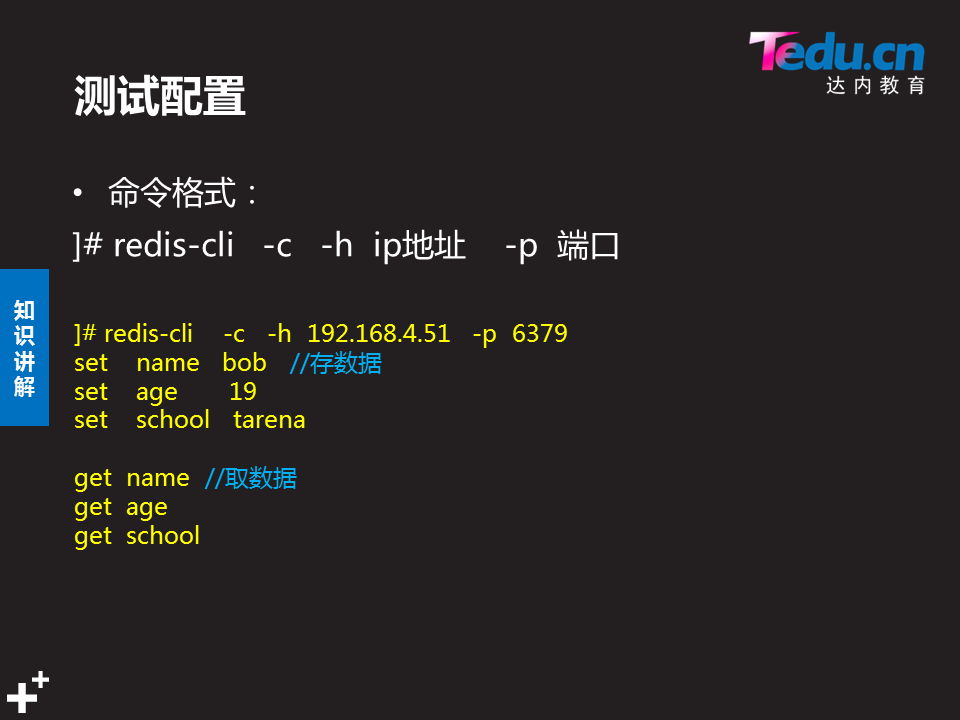 Tedu.cn
达内教育
测试配置
• 命令格式：
]# redis-cli -c -h ip地址 -p 端口
知识讲解
]# redis-cli -c -h 192.168.4.51 -p 6379
set name bob //存数据
set age 19
set school tarena
get name //取数据
get age
get school